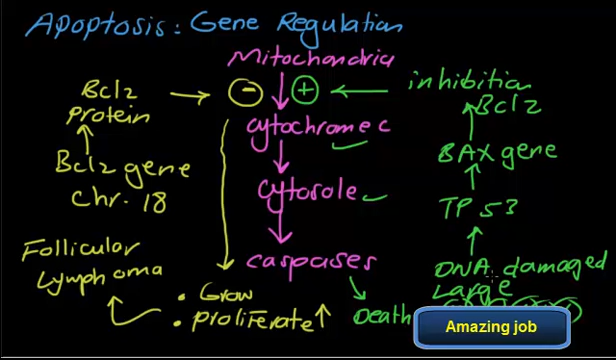 Apoptosis: Gene Regulation
Mitochondria
Bcl2
protein
→ ⊖ ↓ ⊕ ←
inhibition
Bcl2
cytochrome c ✓
BAX gene
Bcl2 gene
Chr. 18
cytosole ✓
TP53
Follicular
Lymphoma
caspases
DNA damaged
Large
• Grow
• Proliferate ↑
Death
Amazing job